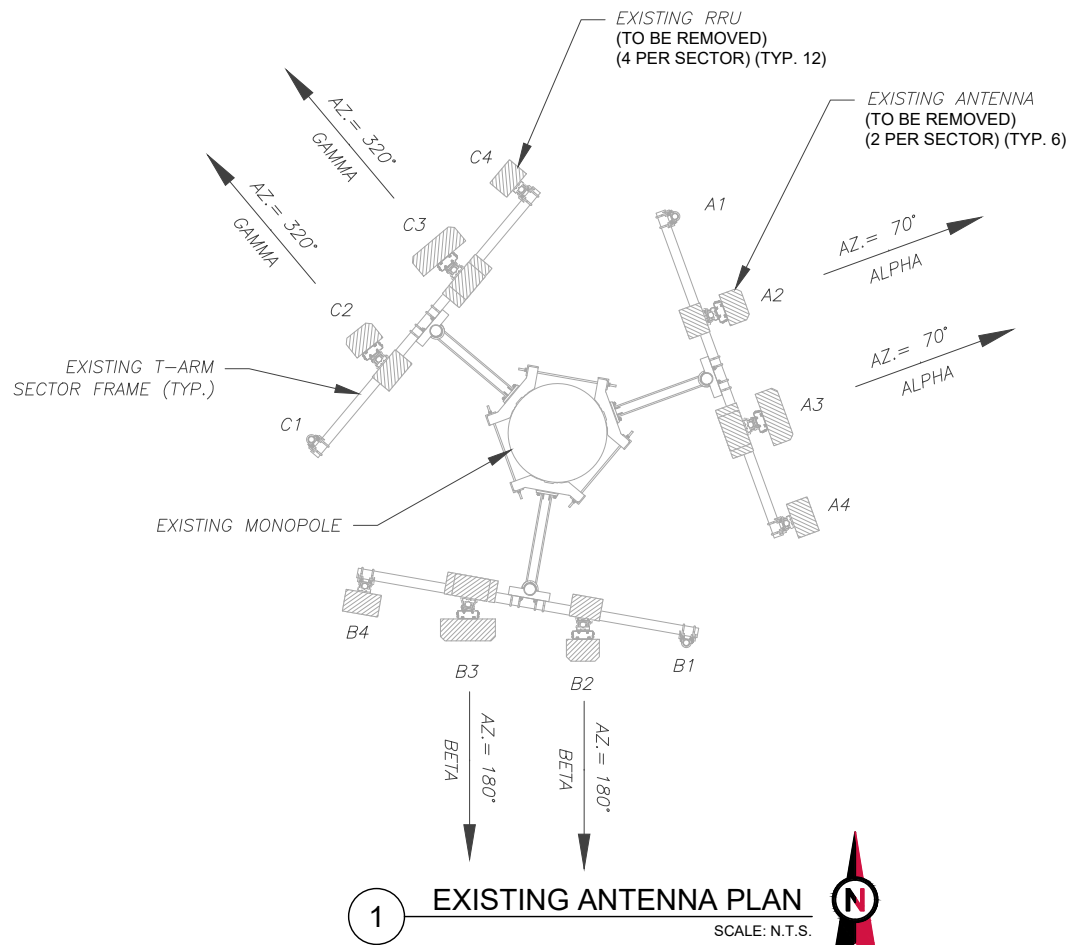 EXISTING RRU
(TO BE REMOVED)
(4 PER SECTOR) (TYP. 12)
EXISTING ANTENNA
(TO BE REMOVED)
(2 PER SECTOR) (TYP. 6)
AZ.= 320°
GAMMA
AZ.= 320°
GAMMA
C4
C3
C2
C1
A1
A2
A3
A4
AZ.= 70°
ALPHA
AZ.= 70°
ALPHA
EXISTING T-ARM
SECTOR FRAME (TYP.)
EXISTING MONOPOLE
B4
B3
B2
B1
AZ.= 180°
BETA
AZ.= 180°
BETA
1
EXISTING ANTENNA PLAN
SCALE: N.T.S.
N